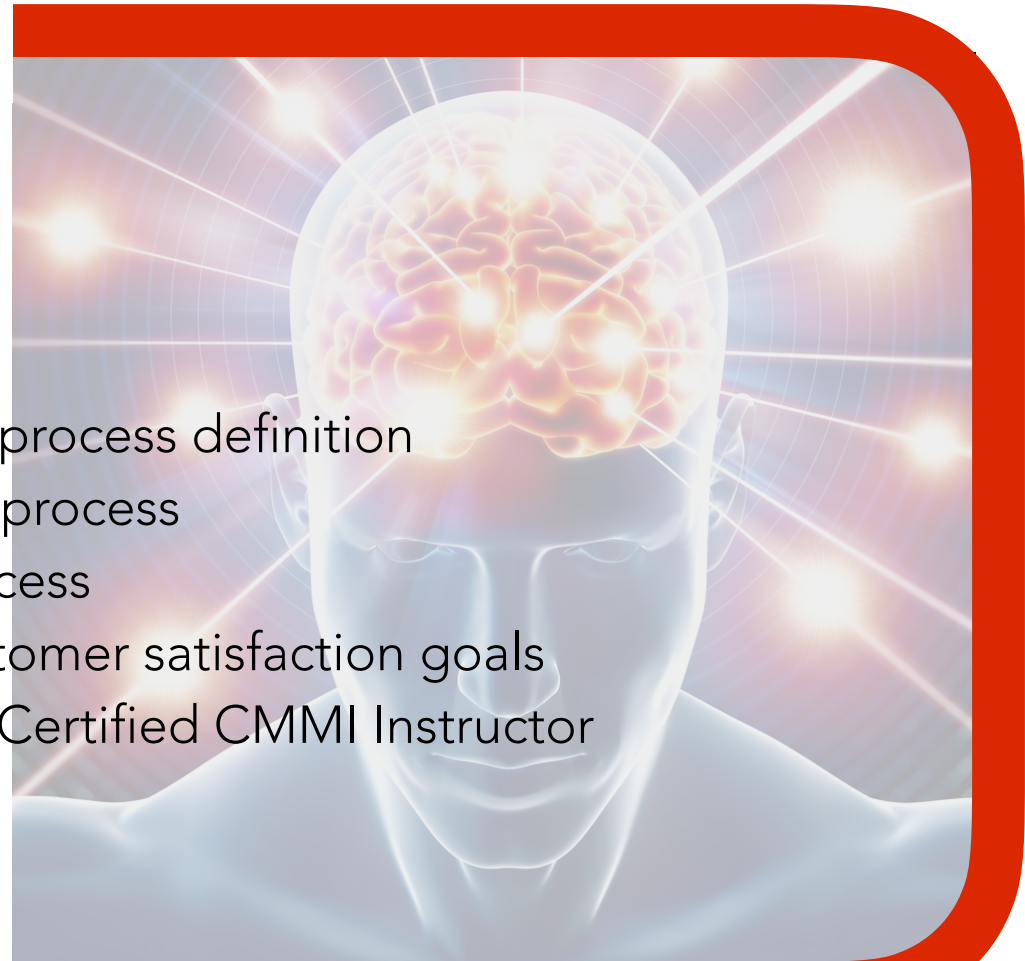 process definition
process
cess
tomer satisfaction goals
Certified CMMI Instructor